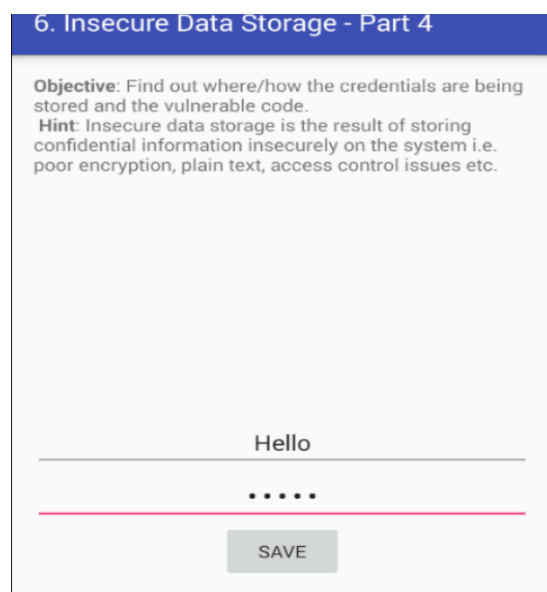 6. Insecure Data Storage - Part 4
Objective: Find out where/how the credentials are being
stored and the vulnerable code.
Hint: Insecure data storage is the result of storing
confidential information insecurely on the system i.e.
poor encryption, plain text, access control issues etc.
Hello
•••••
SAVE